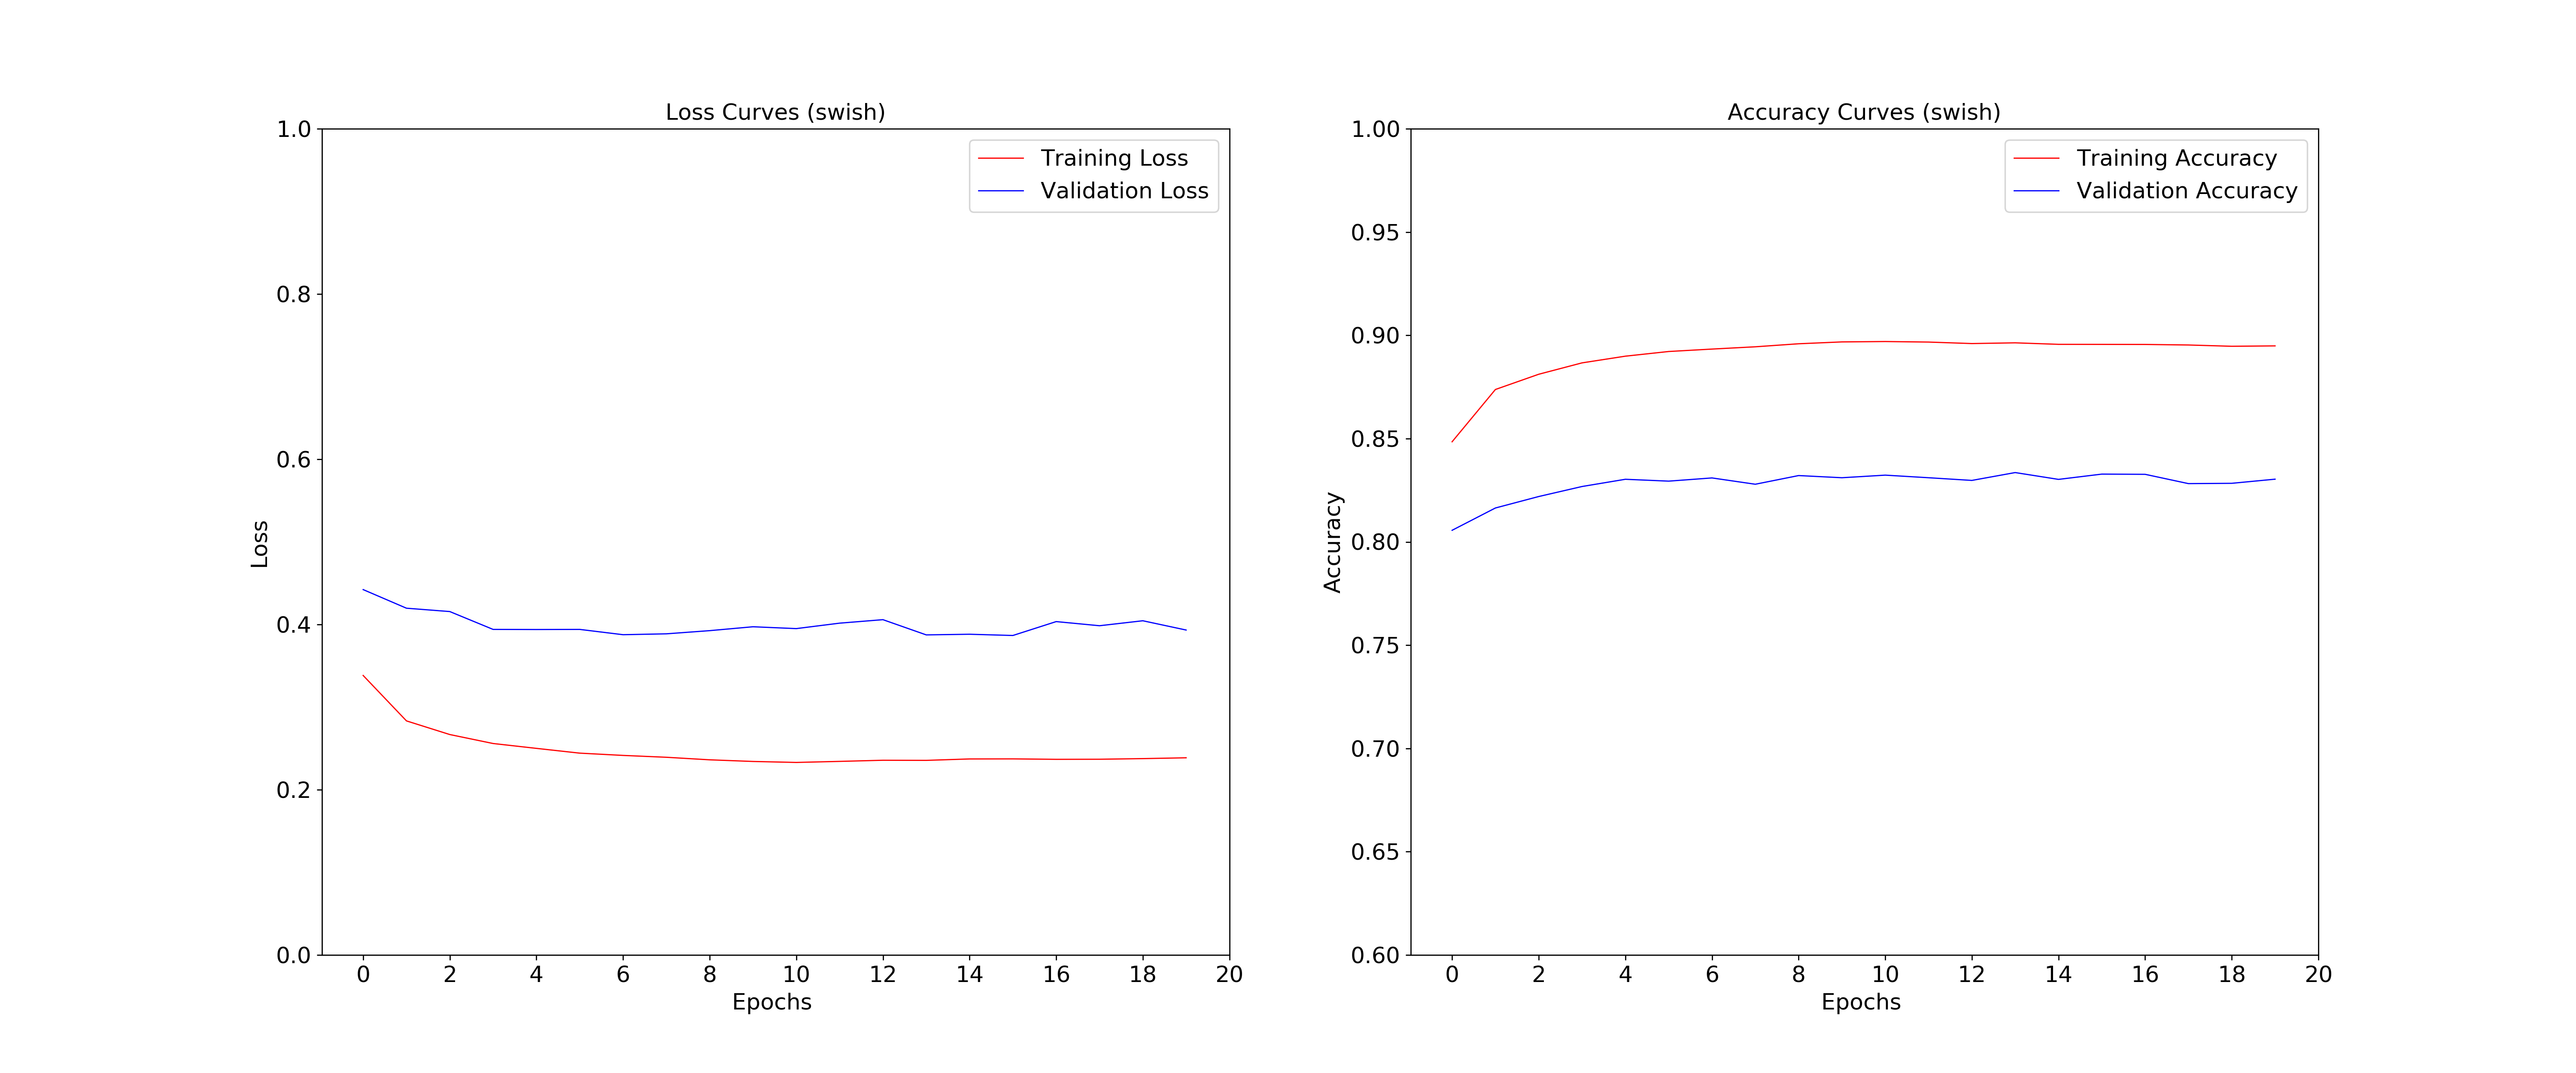 Loss Curves (swish)
1.0
0.8
0.6
0.4
0.2
0.0
Loss
Training Loss
Validation Loss
0 2 4 6 8 10 12 14 16 18 20
Epochs
Accuracy Curves (swish)
1.00
0.95
0.90
0.85
0.80
0.75
0.70
0.65
0.60
Accuracy
Training Accuracy
Validation Accuracy
0 2 4 6 8 10 12 14 16 18 20
Epochs